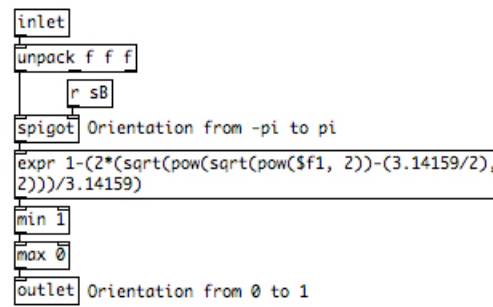 inlet
unpack f f f
r sB
spigot Orientation from -pi to pi
expr 1-(2*(sqrt(pow(sqrt(pow($f1, 2))-(3.14159/2),
2)))/3.14159)
min 1
max 0
outlet Orientation from 0 to 1